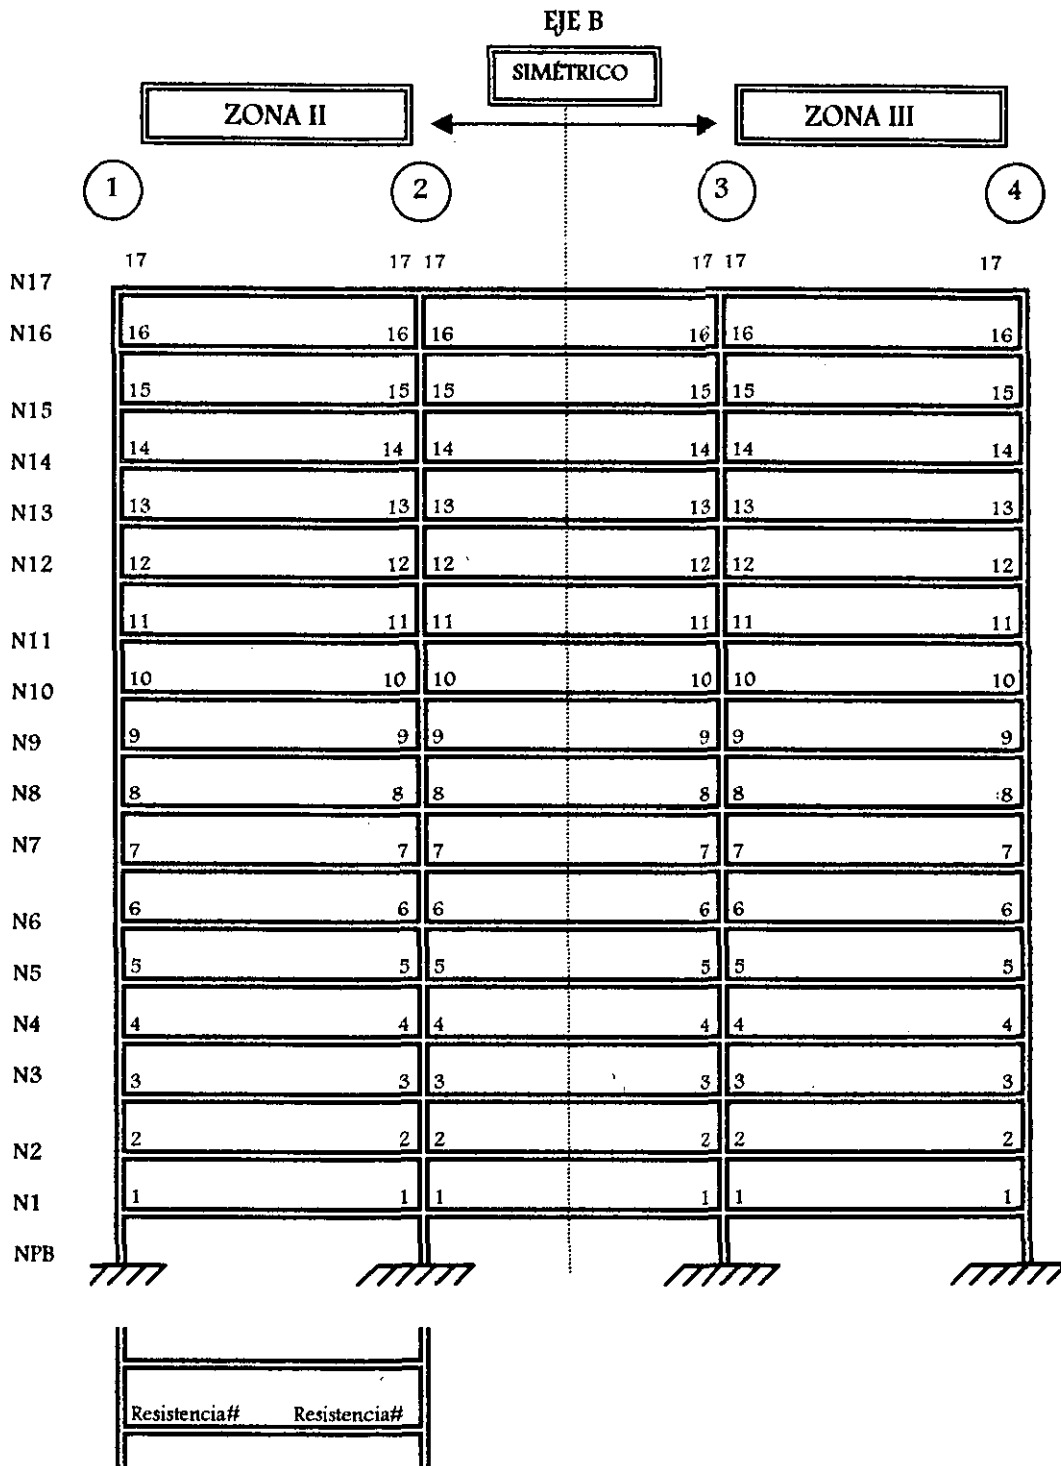 EJE B
SIMÉTRICO
ZONA II ZONA III
1 2 3 4
17 17 17 17 17 17
N17
N16 16 16 16 16 16 16
15 15 15 15 15 15
N15
14 14 14 14 14 14
N14
N13 13 13 13 13 13 13
N12 12 12 12 12 12 12
11 11 11 11 11 11
N11
N10 10 10 10 10 10 10
N9 9 9 9 9 9 9
N8 8 8 8 8 8 8
N7 7 7 7 7 7 7
6 6 6 6 6 6
N6
N5 5 5 5 5 5 5
N4 4 4 4 4 4 4
N3 3 3 3 3 3 3
2 2 2 2 2 2
N2
N1 1 1 1 1 1 1
NPB
Resistencia# Resistencia#